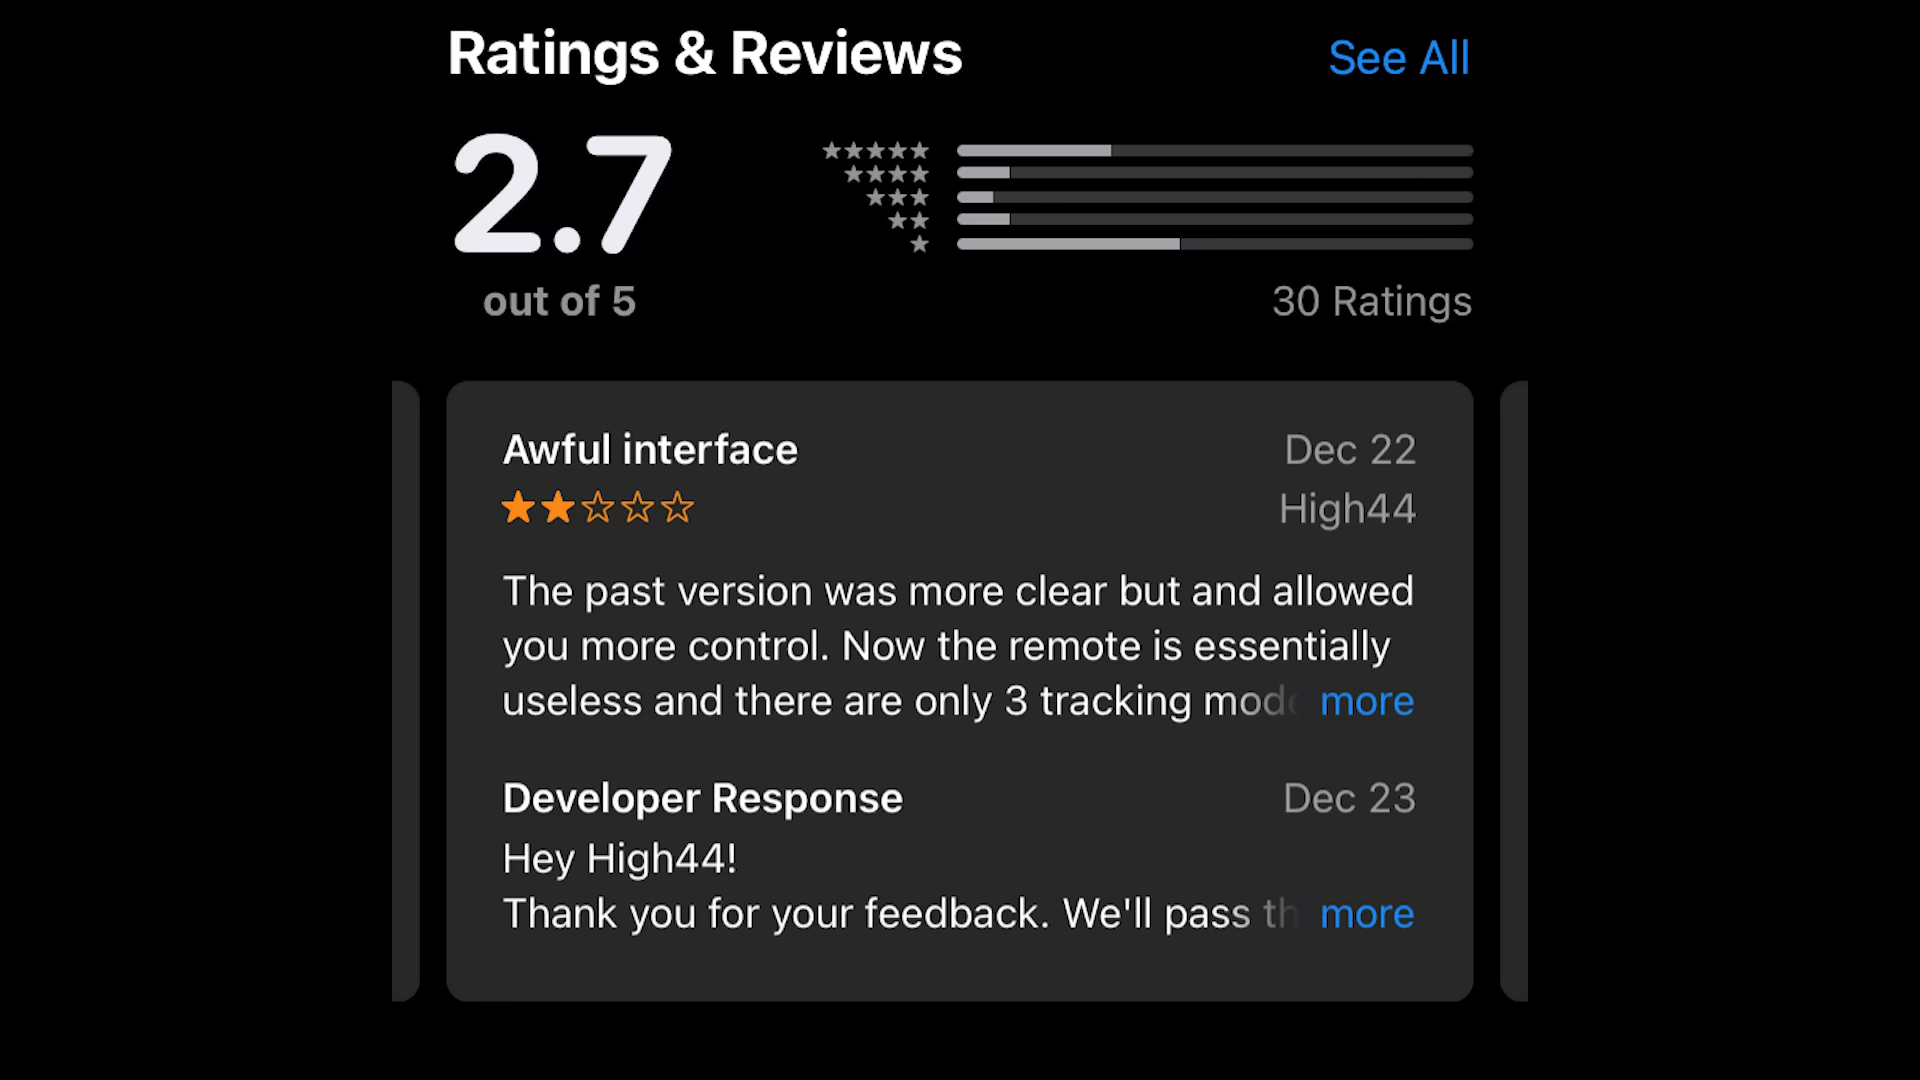 Ratings & Reviews
See All
2.7
out of 5
30 Ratings
Awful interface
Dec 22
High44
The past version was more clear but and allowed
you more control. Now the remote is essentially
useless and there are only 3 tracking mode
more
Developer Response
Dec 23
Hey High44!
Thank you for your feedback. We'll pass th
more